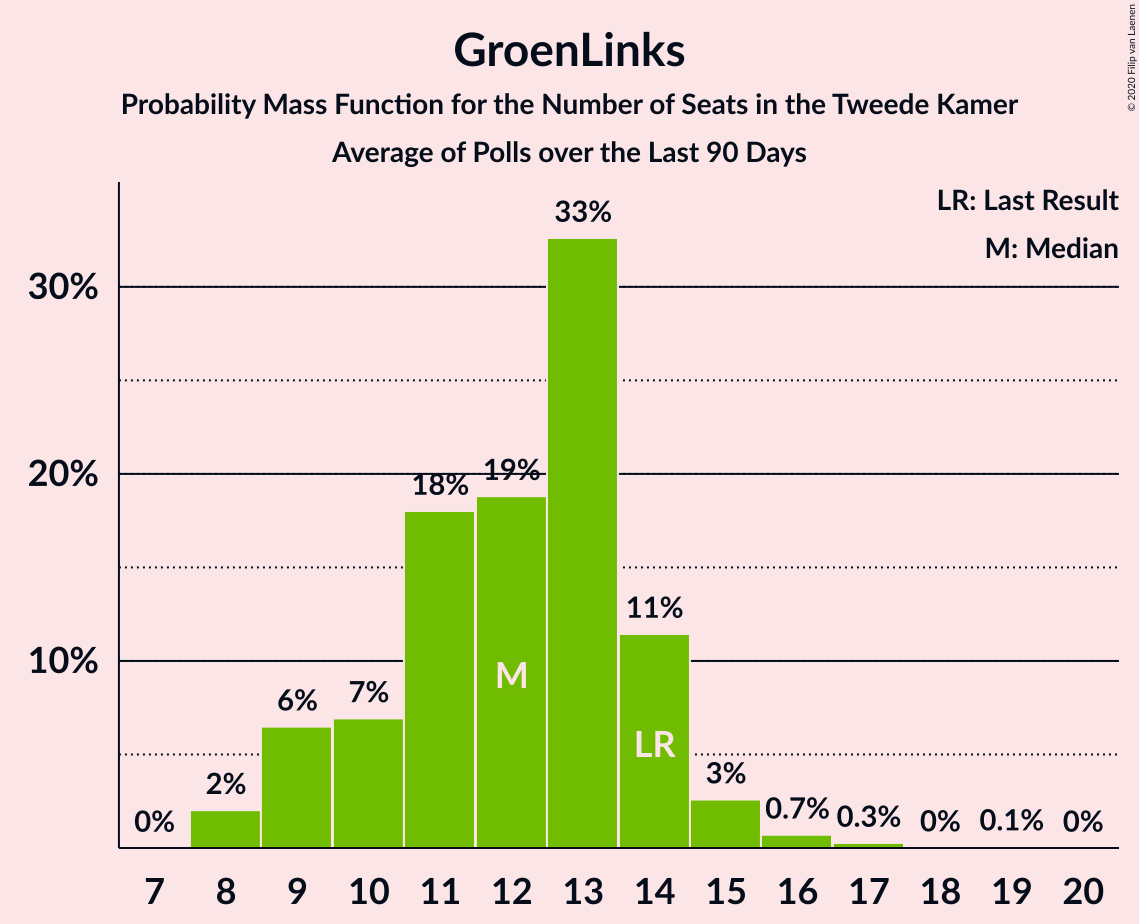 GroenLinks
Probability Mass Function for the Number of Seats in the Tweede Kamer
Average of Polls over the Last 90 Days
© 2020 Filip van Laenen
LR: Last Result
M: Median
30%
20%
10%
0%
2%
6%
7%
18%
19%
33%
11%
3%
0.7%
0.3%
0%
0.1%
0%
M
LR
7 8 9 10 11 12 13 14 15 16 17 18 19 20